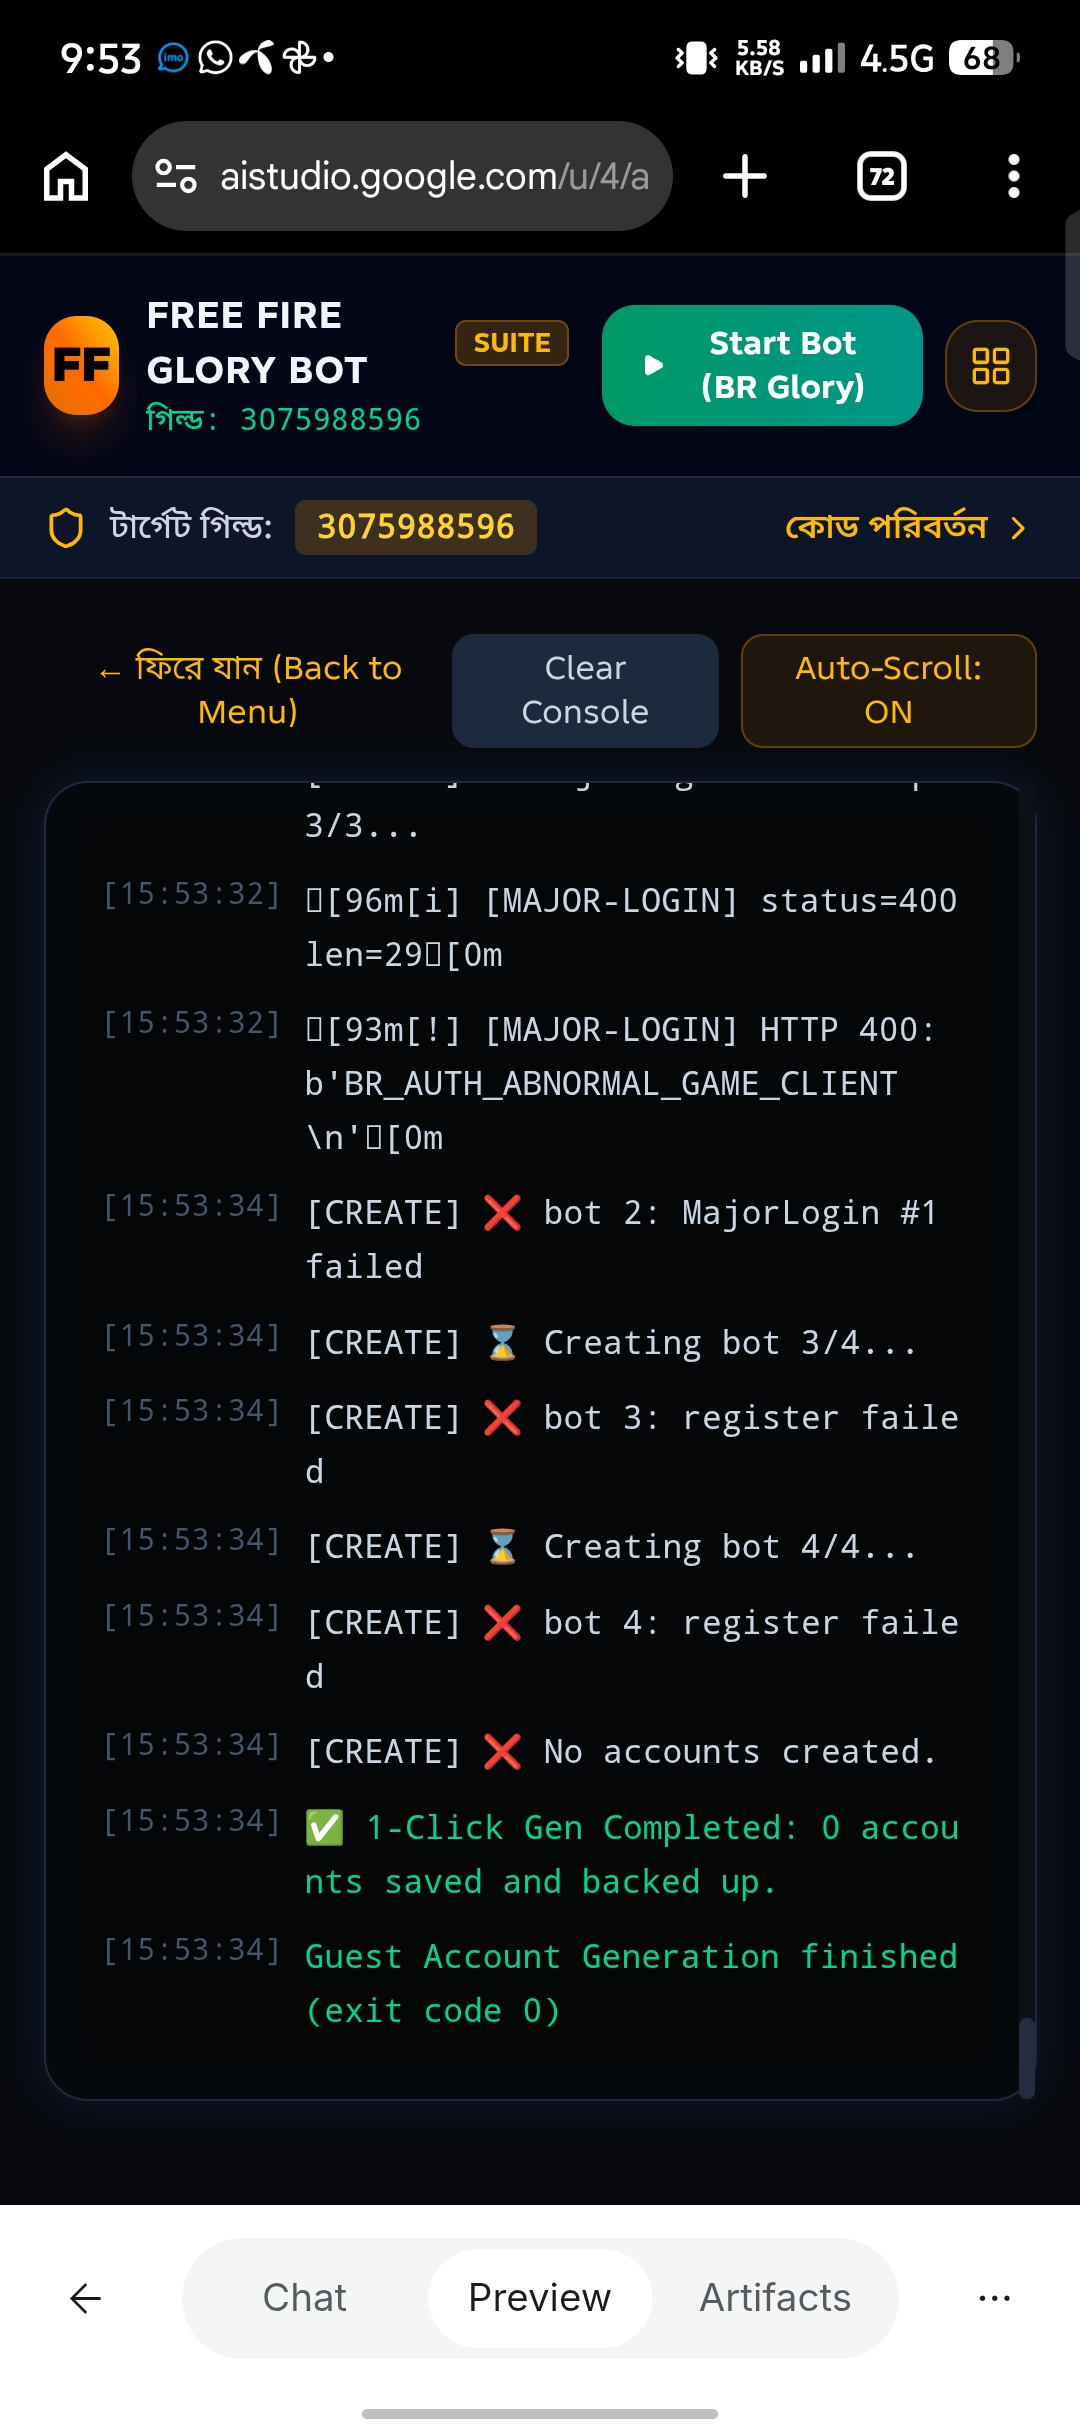 9:53 imo 5.58 KB/S 4.5G 68
aistudio.google.com/u/4/a
72
FF
FREE FIRE
GLORY BOT
SUITE
গিল্ড: 3075988596
Start Bot
(BR Glory)
টার্গেট গিল্ড: 3075988596
কোড পরিবর্তন
← ফিরে যান (Back to
Menu)
Clear
Console
Auto-Scroll:
ON
3/3...
[15:53:32] [96m[i] [MAJOR-LOGIN] status=400
len=29[0m
[15:53:32] [93m[!] [MAJOR-LOGIN] HTTP 400:
b'BR_AUTH_ABNORMAL_GAME_CLIENT
\n'[0m
[15:53:34] [CREATE] ❌ bot 2: MajorLogin #1
failed
[15:53:34] [CREATE] ⌛ Creating bot 3/4...
[15:53:34] [CREATE] ❌ bot 3: register faile
d
[15:53:34] [CREATE] ⌛ Creating bot 4/4...
[15:53:34] [CREATE] ❌ bot 4: register faile
d
[15:53:34] [CREATE] ❌ No accounts created.
[15:53:34] ✅ 1-Click Gen Completed: 0 accou
nts saved and backed up.
[15:53:34] Guest Account Generation finished
(exit code 0)
Chat
Preview
Artifacts